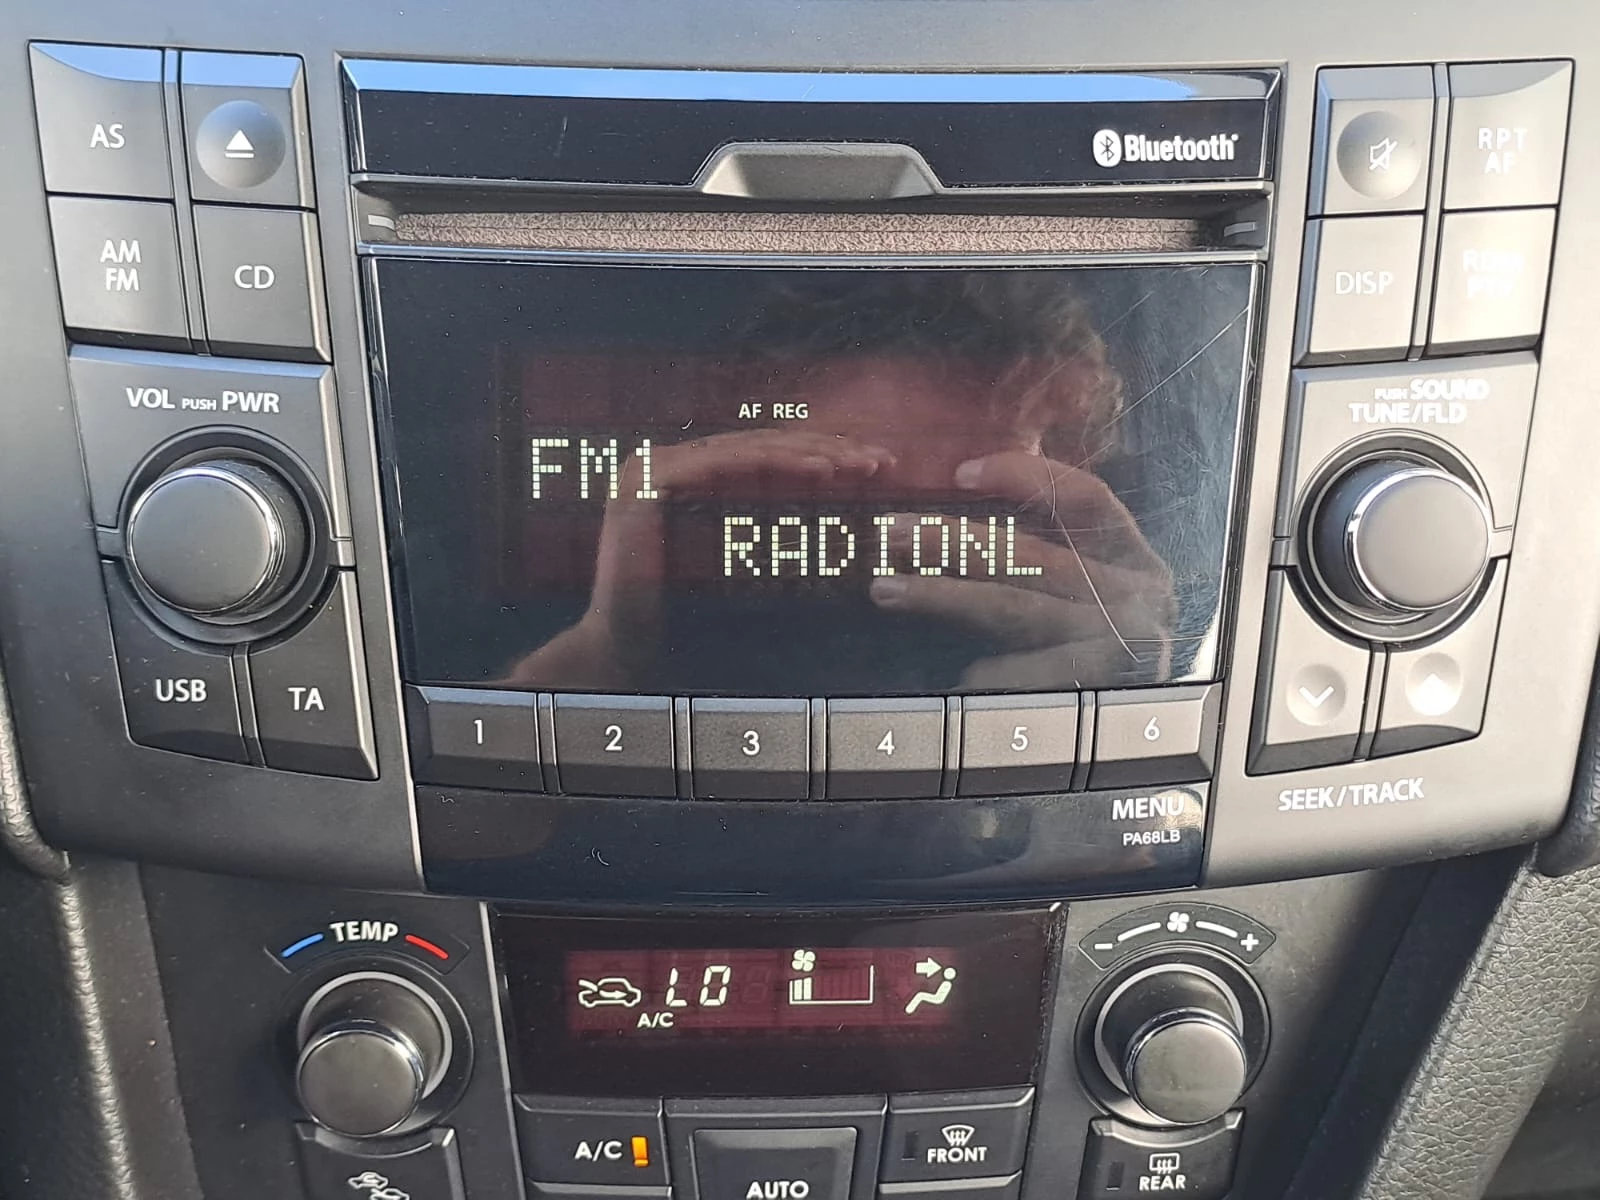 AS
Bluetooth
RPT
AF
AM
FM
CD
DISP
VOL PUSH PWR
PUSH SOUND
TUNE/FLD
AF REG
FM1
RADIONL
USB
TA
1
2
3
4
5
6
SEEK/TRACK
MENU
PA68LB
TEMP
- +
LO
A/C
A/C
AUTO
FRONT
REAR